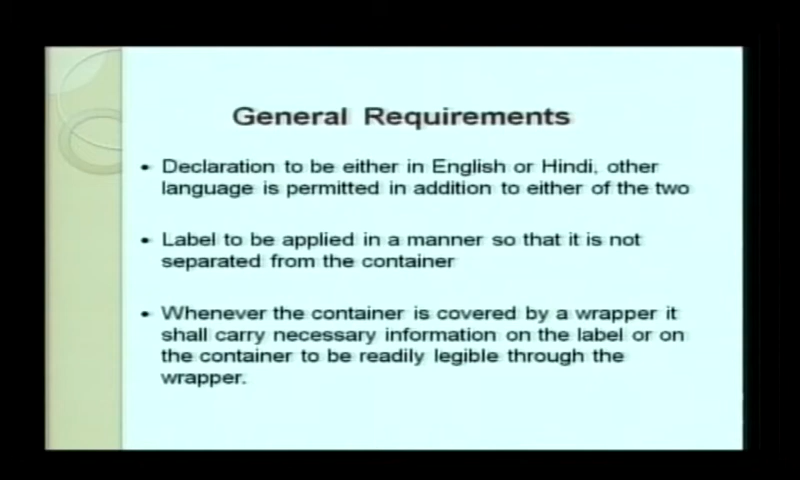 General Requirements
• Declaration to be either in English or Hindi, other
language is permitted in addition to either of the two
• Label to be applied in a manner so that it is not
separated from the container
• Whenever the container is covered by a wrapper it
shall carry necessary information on the label or on
the container to be readily legible through the
wrapper.